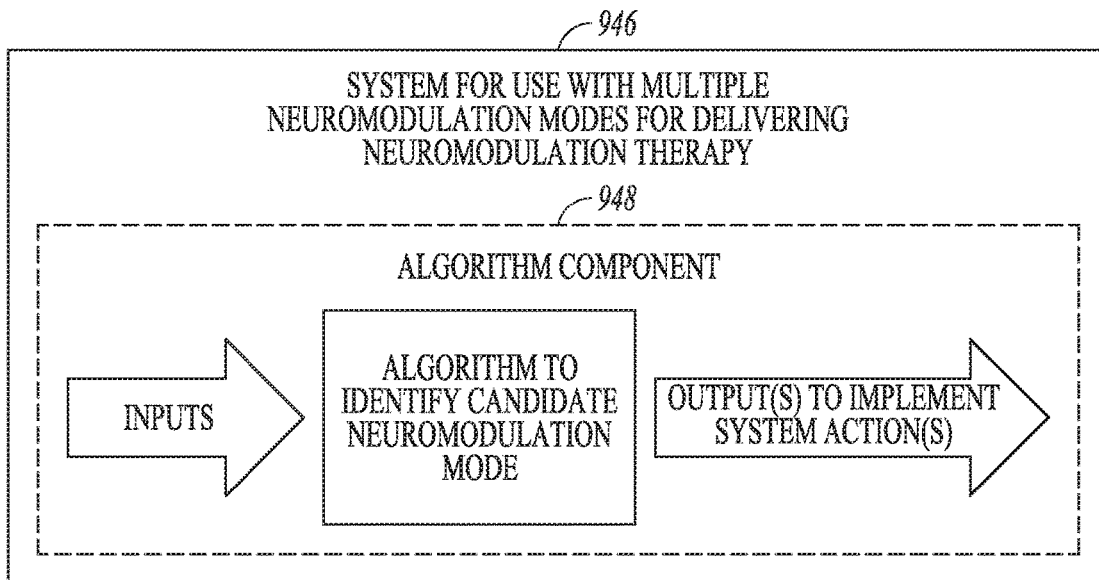 946
SYSTEM FOR USE WITH MULTIPLE
NEUROMODULATION MODES FOR DELIVERING
NEUROMODULATION THERAPY
948
ALGORITHM COMPONENT
INPUTS
ALGORITHM TO
IDENTIFY CANDIDATE
NEUROMODULATION
MODE
OUTPUT(S) TO IMPLEMENT
SYSTEM ACTION(S)